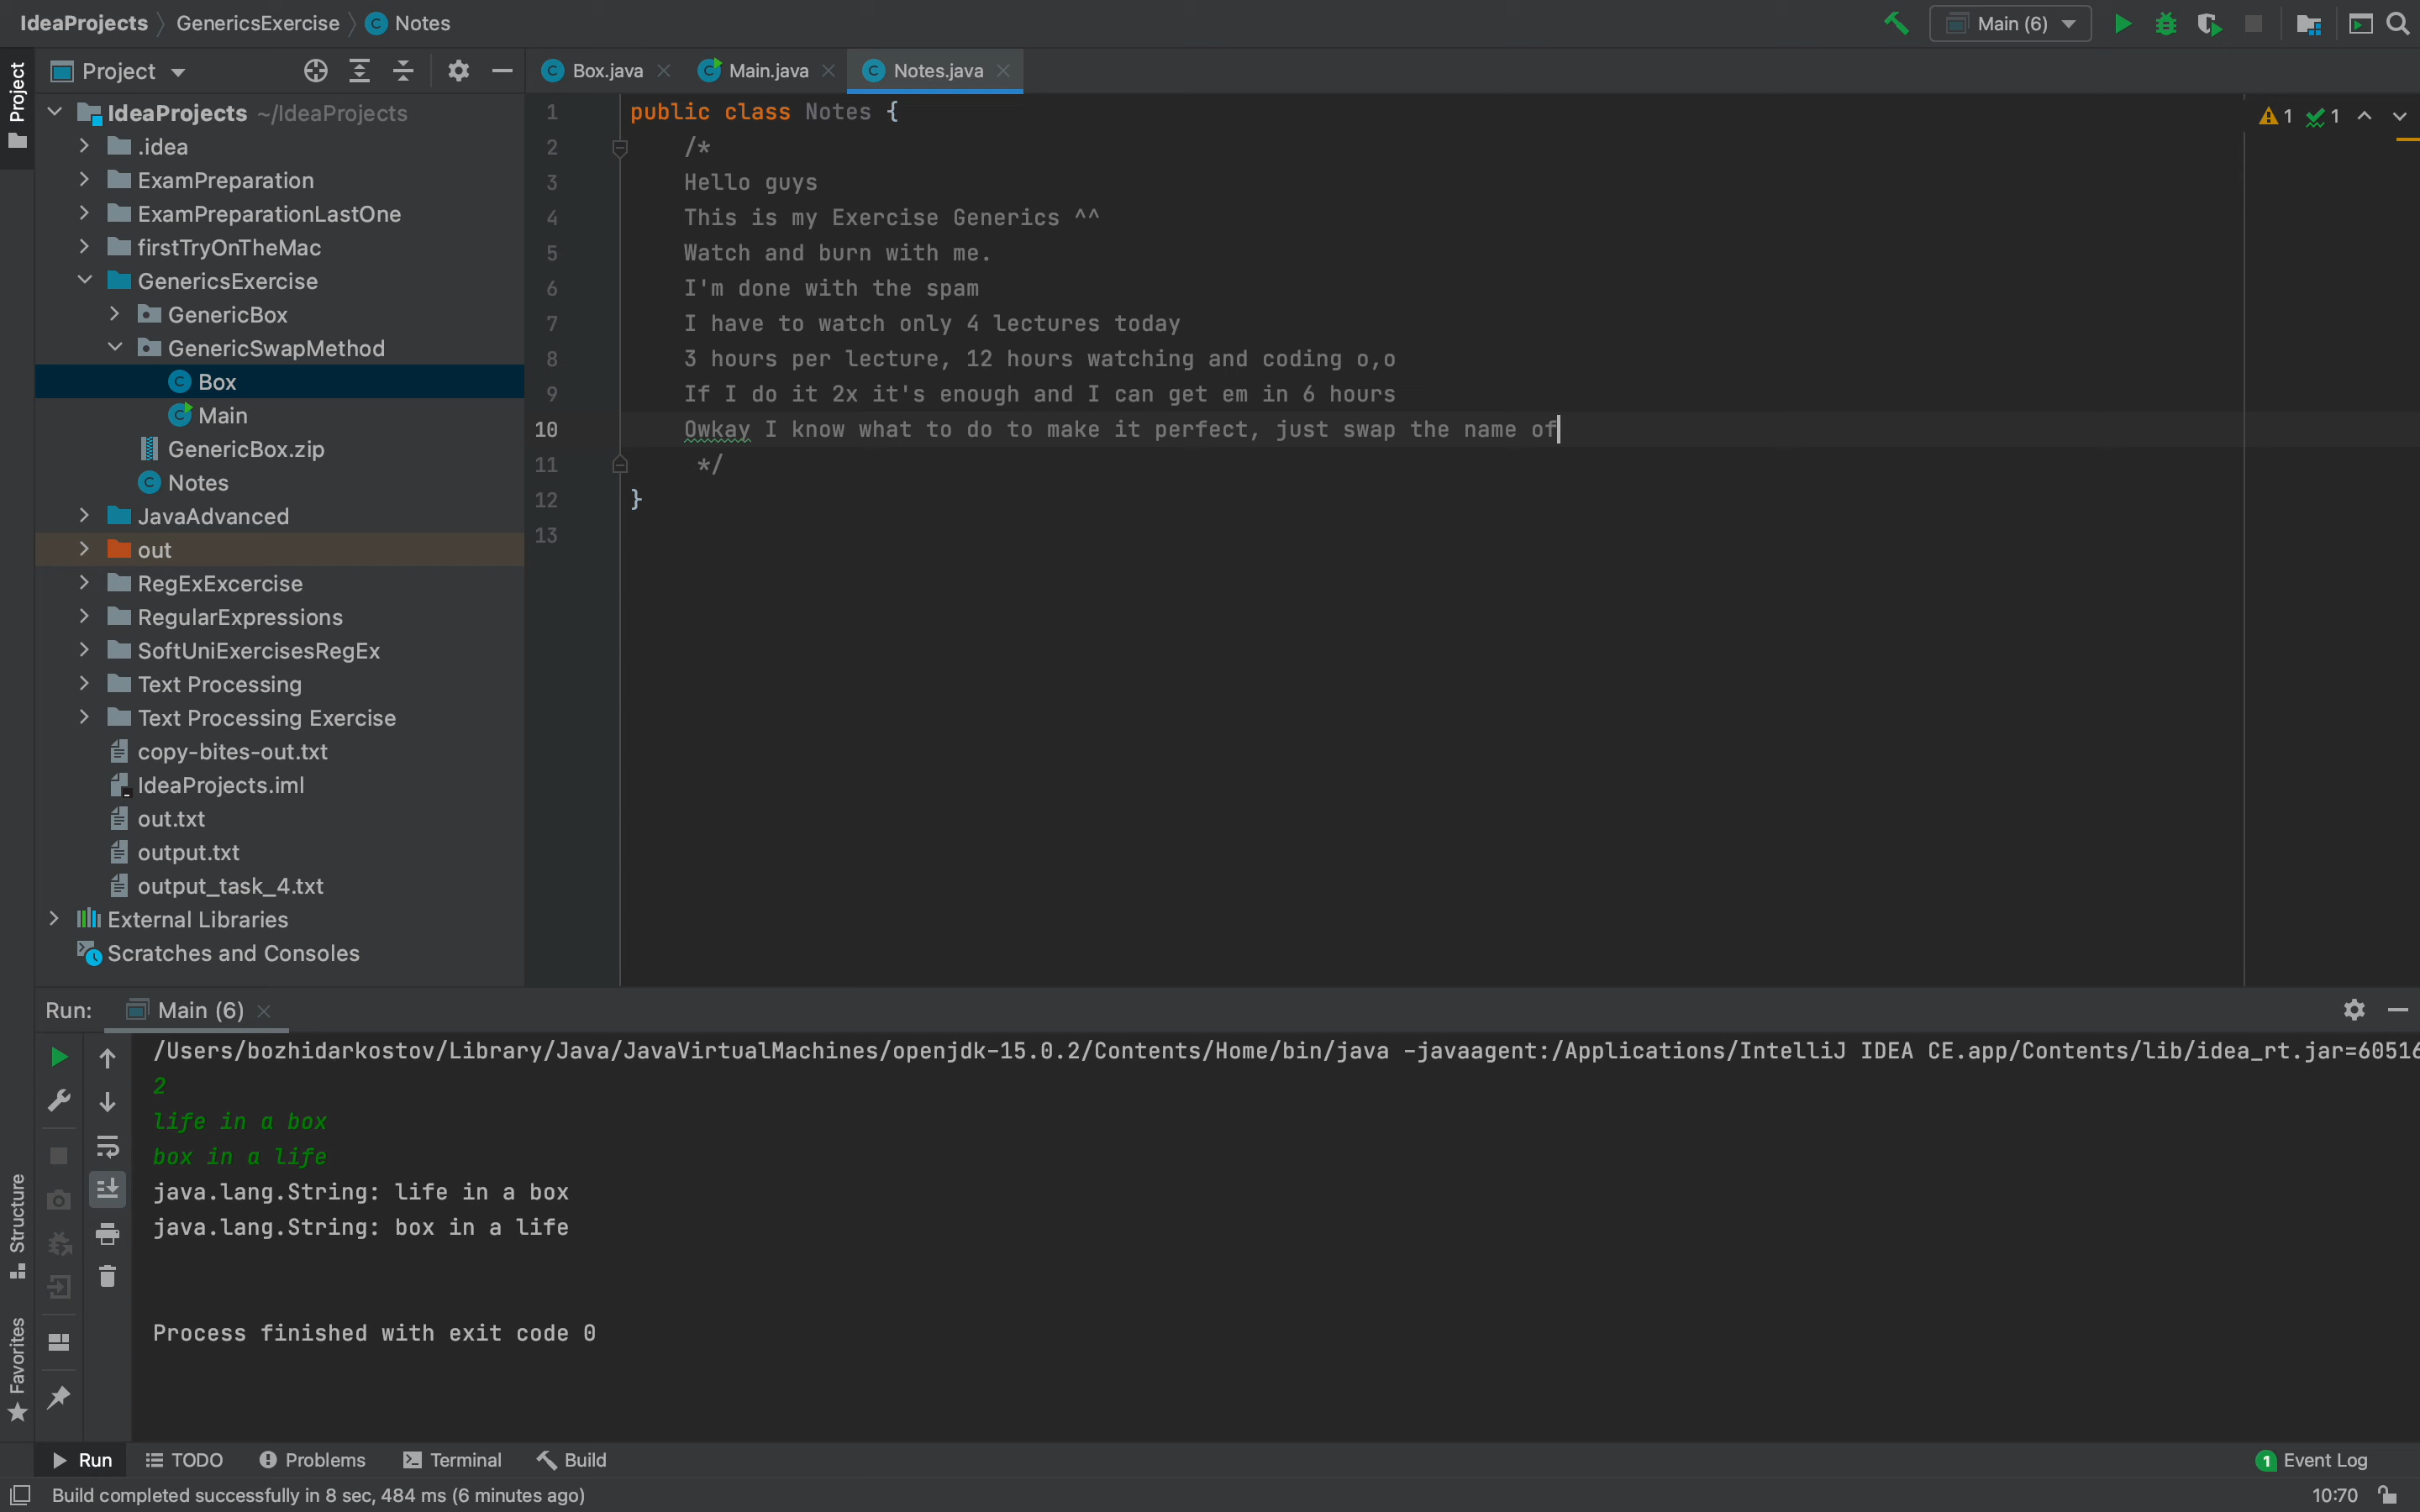 IdeaProjects GenericsExercise Notes
Main (6)
Project
Project
Box.java Main.java Notes.java
IdeaProjects ~/IdeaProjects
.idea
ExamPreparation
ExamPreparationLastOne
firstTryOnTheMac
GenericsExercise
GenericBox
GenericSwapMethod
Box
Main
GenericBox.zip
Notes
JavaAdvanced
out
RegExExcercise
RegularExpressions
SoftUniExercisesRegEx
Text Processing
Text Processing Exercise
copy-bites-out.txt
IdeaProjects.iml
out.txt
output.txt
output_task_4.txt
External Libraries
Scratches and Consoles
1 public class Notes {
2 /*
3 Hello guys
4 This is my Exercise Generics ^^
5 Watch and burn with me.
6 I'm done with the spam
7 I have to watch only 4 lectures today
8 3 hours per lecture, 12 hours watching and coding o,o
9 If I do it 2x it's enough and I can get em in 6 hours
10 Owkay I know what to do to make it perfect, just swap the name of
11 */
12 }
13
1 1
Run: Main (6)
/Users/bozhidarkostov/Library/Java/JavaVirtualMachines/openjdk-15.0.2/Contents/Home/bin/java -javaagent:/Applications/IntelliJ IDEA CE.app/Contents/lib/idea_rt.jar=60516
2
life in a box
box in a life
java.lang.String: life in a box
java.lang.String: box in a life
Process finished with exit code 0
Structure
Favorites
Run TODO Problems Terminal Build
1 Event Log
Build completed successfully in 8 sec, 484 ms (6 minutes ago)
10:70